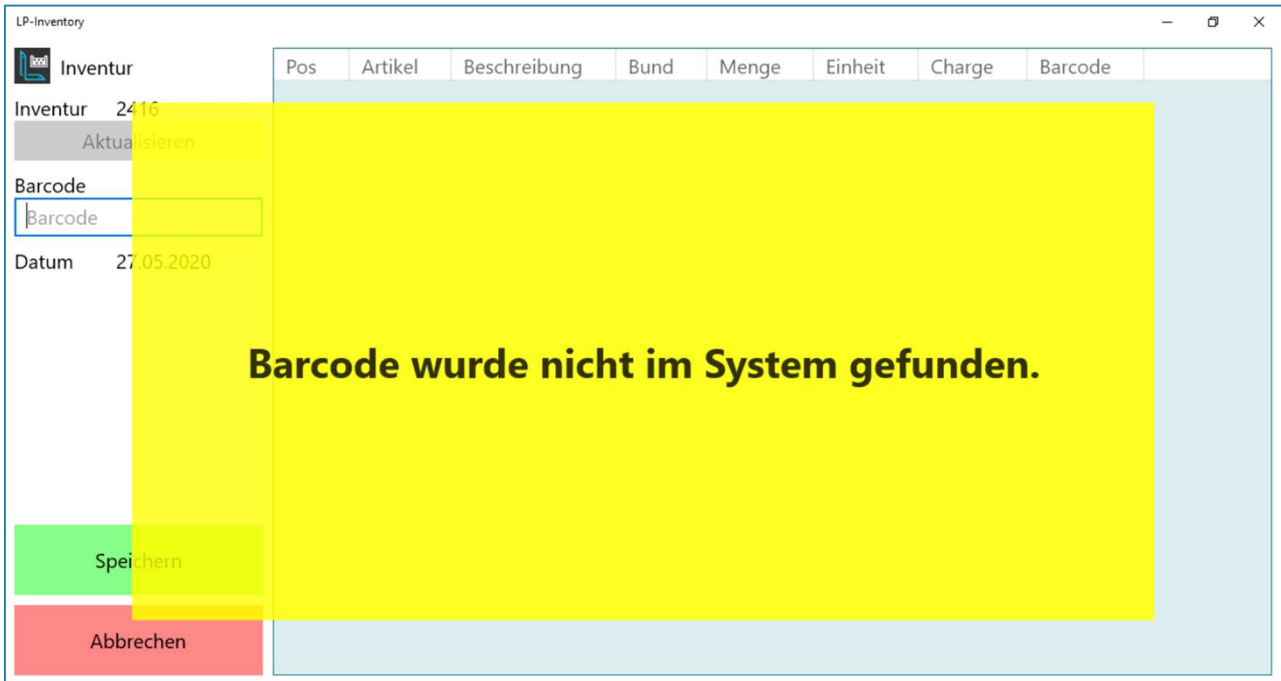 LP-Inventory
Inventur
Inventur 2416
Aktualisieren
Barcode
Barcode
Datum 27.05.2020
Speichern
Abbrechen
Pos Artikel Beschreibung Bund Menge Einheit Charge Barcode
Barcode wurde nicht im System gefunden.